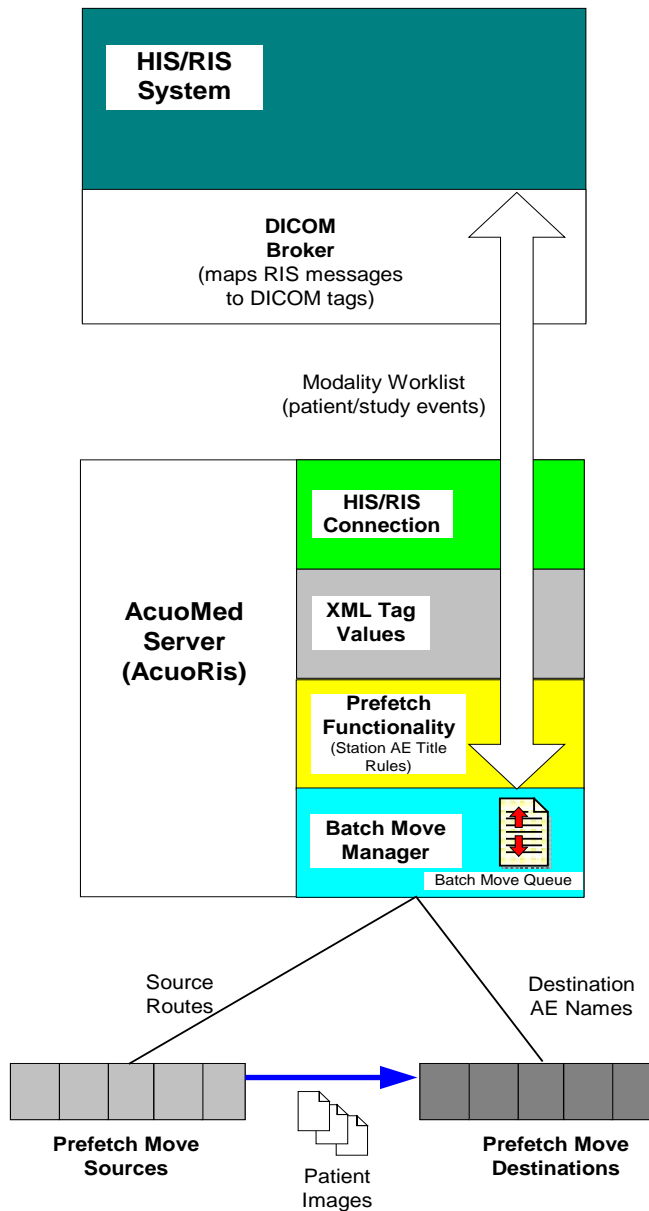 HIS/RIS
System
DICOM
Broker
(maps RIS messages
to DICOM tags)
Modality Worklist
(patient/study events)
HIS/RIS
Connection
AcuoMed
Server
(AcuoRis)
XML Tag
Values
Prefetch
Functionality
(Station AE Title
Rules)
Batch Move
Manager
Batch Move Queue
Source
Routes
Destination
AE Names
Prefetch Move
Sources
Patient
Images
Prefetch Move
Destinations